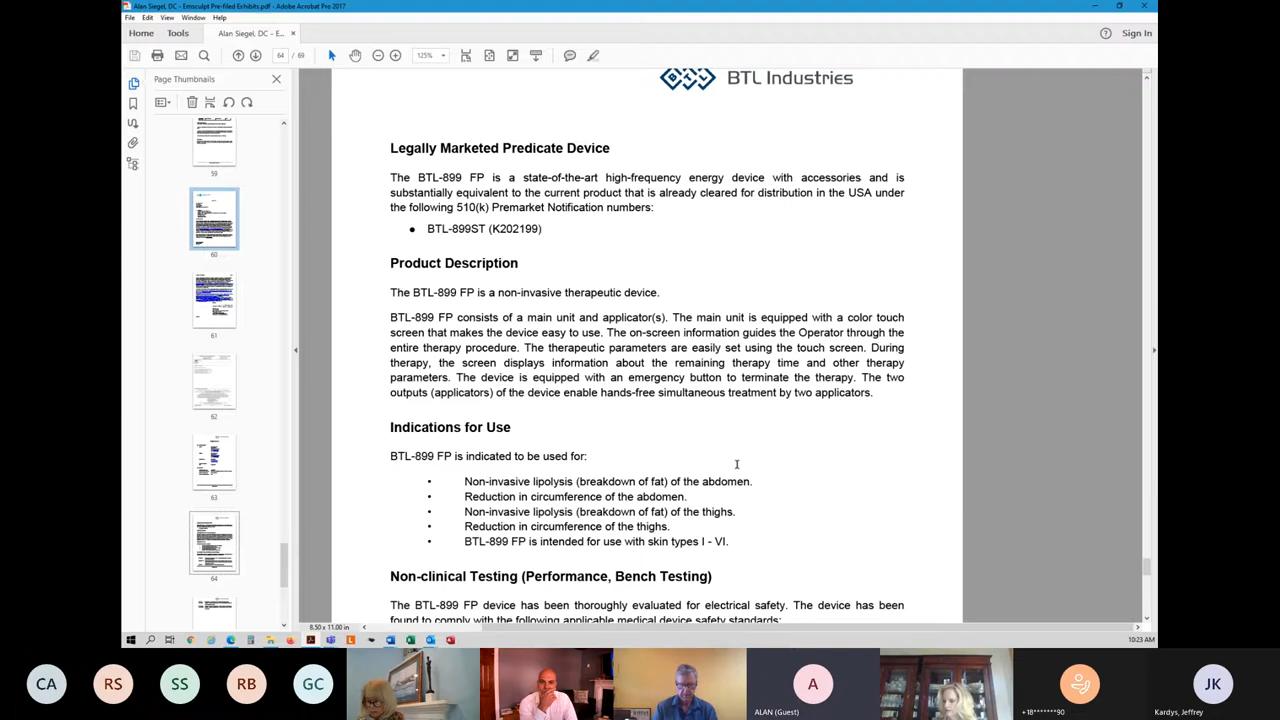 Alan Siegel, DC - Emsculpt Pre-filed Exhibits.pdf - Adobe Acrobat Pro 2017
File Edit View Window Help
Home Tools Alan Siegel, DC - E... × Sign In
64 / 69 125%
Page Thumbnails
59
60
61
62
63
64
BTL Industries
Legally Marketed Predicate Device
The BTL-899 FP is a state-of-the-art high-frequency energy device with accessories and is
substantially equivalent to the current product that is already cleared for distribution in the USA under
the following 510(k) Premarket Notification numbers:
● BTL-899ST (K202199)
Product Description
The BTL-899 FP is a non-invasive therapeutic device.
BTL-899 FP consists of a main unit and applicator(s). The main unit is equipped with a color touch
screen that makes the device easy to use. The on-screen information guides the Operator through the
entire therapy procedure. The therapeutic parameters are easily set using the touch screen. During
therapy, the screen displays information about the remaining therapy time and other therapy
parameters. The device is equipped with an emergency button to terminate the therapy. The two
outputs (applicators) of the device enable hands-free simultaneous treatment by two applicators.
Indications for Use
BTL-899 FP is indicated to be used for:
• Non-invasive lipolysis (breakdown of fat) of the abdomen.
• Reduction in circumference of the abdomen.
• Non-invasive lipolysis (breakdown of fat) of the thighs.
• Reduction in circumference of the thighs.
• BTL-899 FP is intended for use with skin types I - VI.
Non-clinical Testing (Performance, Bench Testing)
The BTL-899 FP device has been thoroughly evaluated for electrical safety. The device has been
found to comply with the following applicable medical device safety standards:
8.50 x 11.00 in
10:23 AM
CA RS SS RB GC A JK
ALAN (Guest) +18*******90 Kardys, Jeffrey